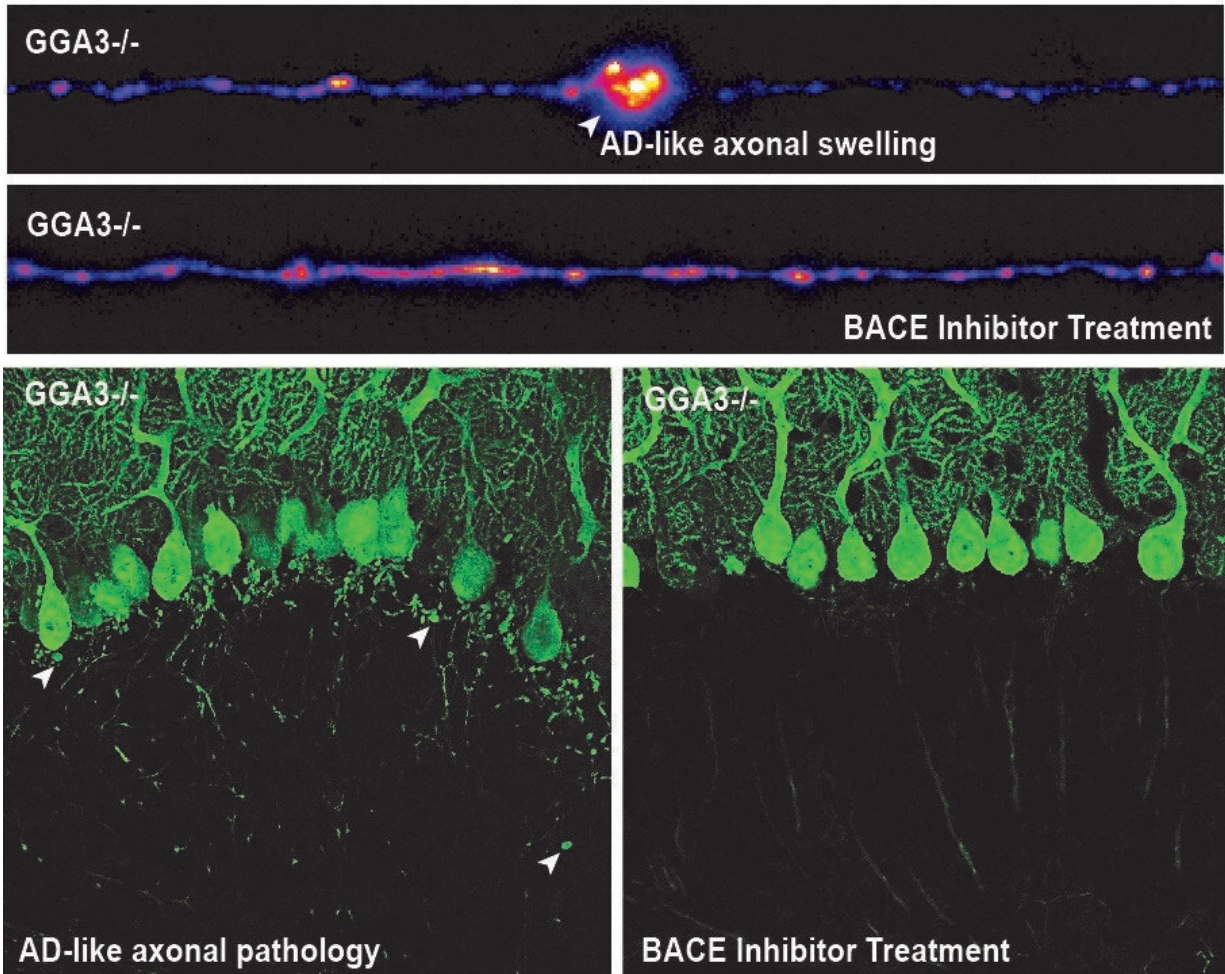 GGA3-/-
AD-like axonal swelling
GGA3-/-
BACE Inhibitor Treatment
GGA3-/-
AD-like axonal pathology
GGA3-/-
BACE Inhibitor Treatment